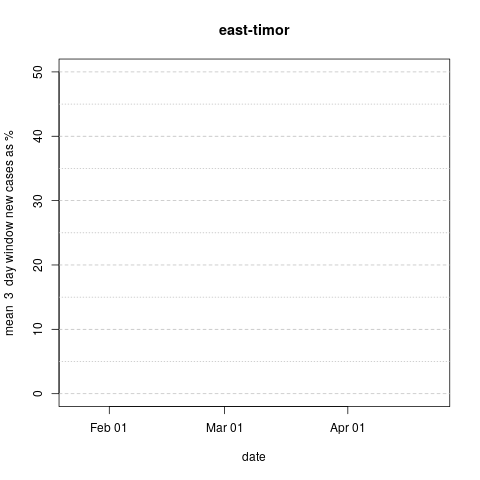 east-timor
mean 3 day window new cases as %
50
40
30
20
10
0
Feb 01
Mar 01
Apr 01
date